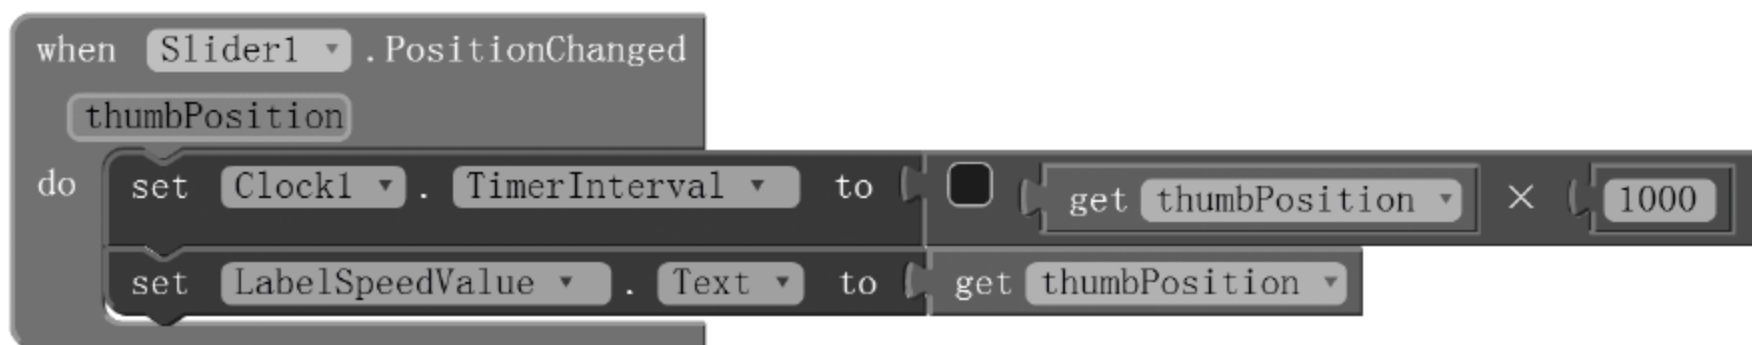 when Slider1 .PositionChanged
thumbPosition
do set Clock1 . TimerInterval to get thumbPosition × 1000
set LabelSpeedValue . Text to get thumbPosition